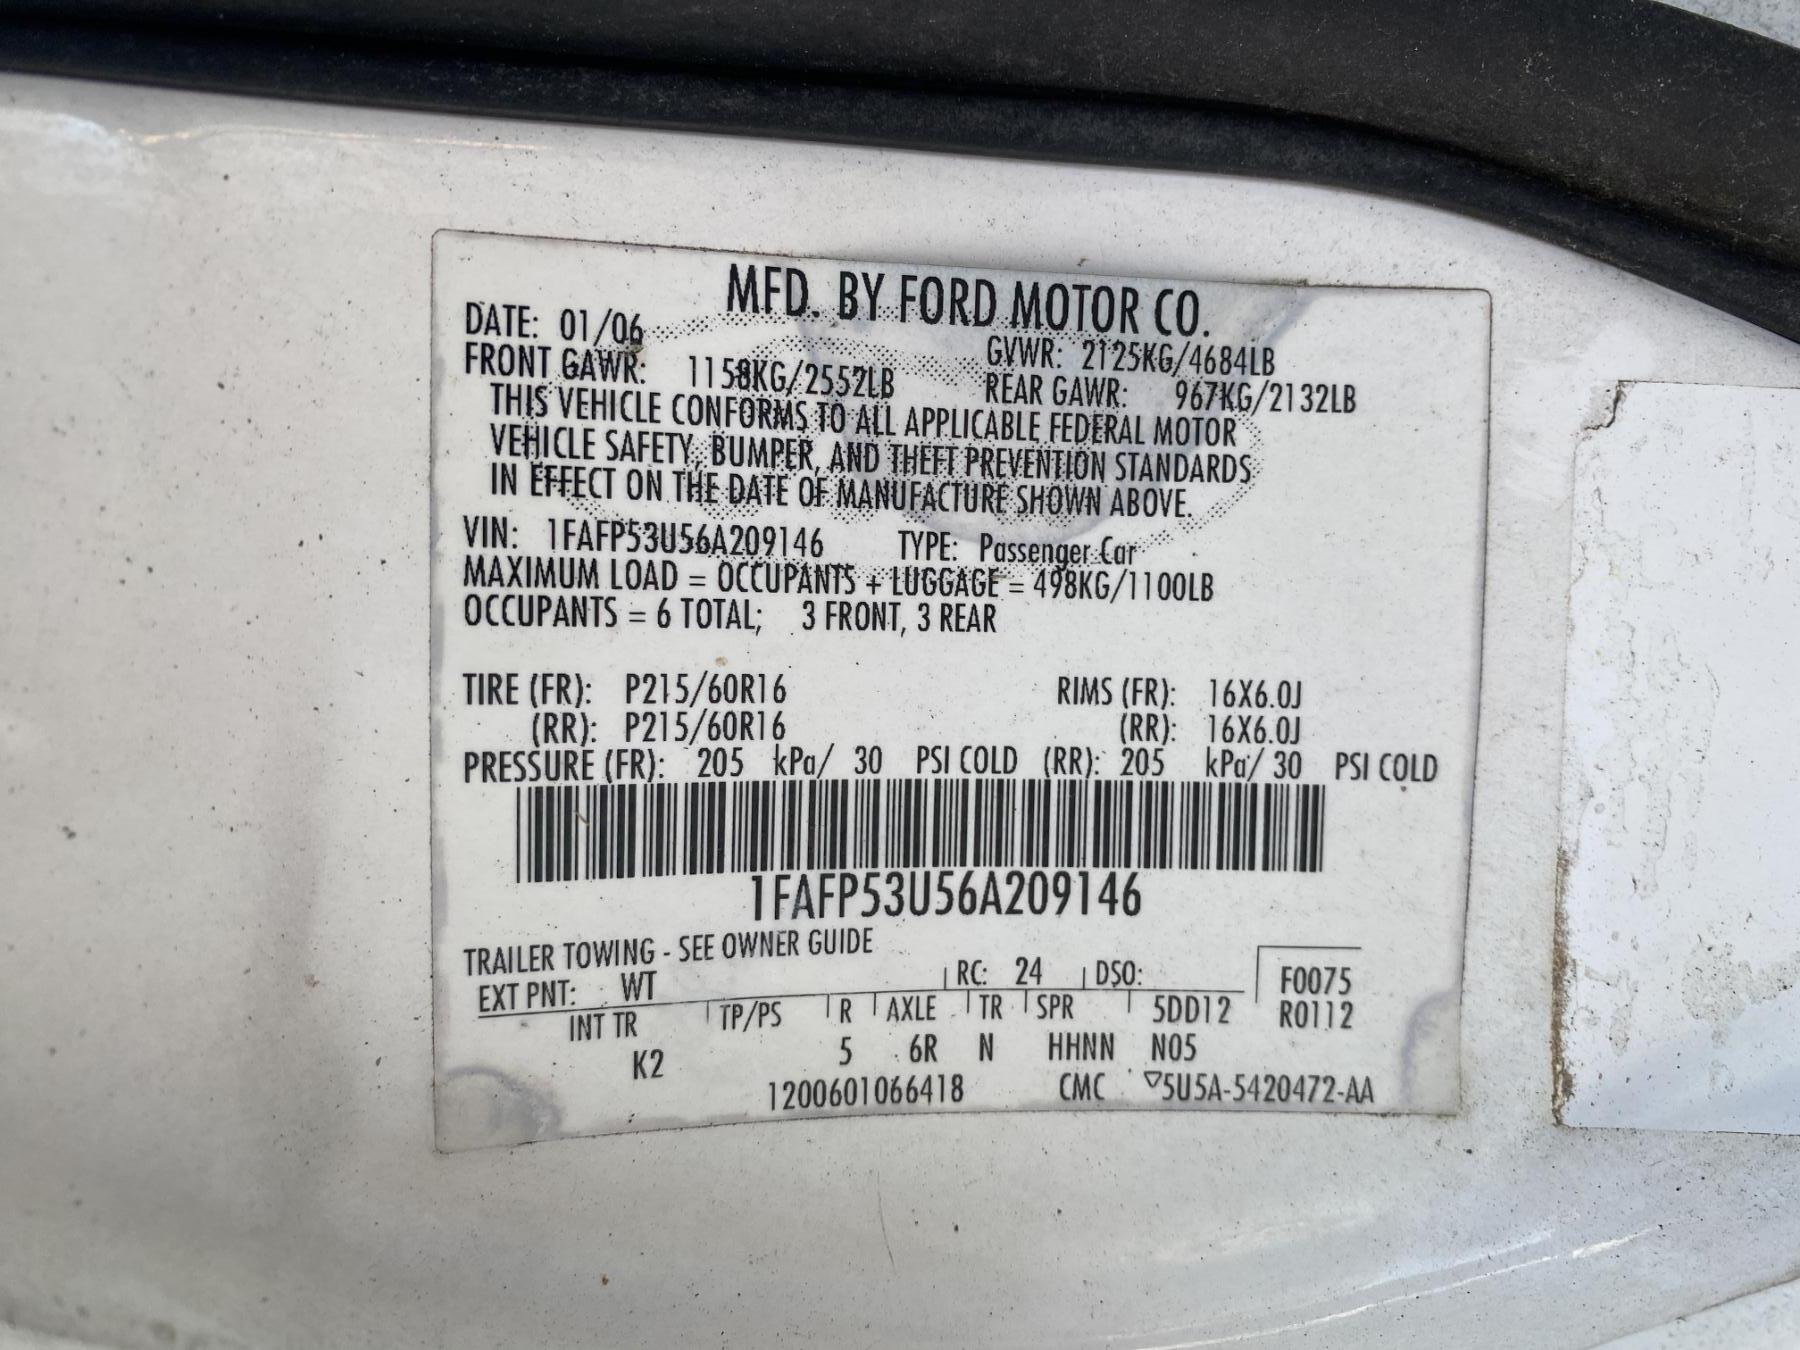 MFD. BY FORD MOTOR CO.
DATE: 01/06
GVWR: 2125KG/4684LB
FRONT GAWR: 1158KG/2552LB REAR GAWR: 967KG/2132LB
THIS VEHICLE CONFORMS TO ALL APPLICABLE FEDERAL MOTOR
VEHICLE SAFETY, BUMPER, AND THEFT PREVENTION STANDARDS
IN EFFECT ON THE DATE OF MANUFACTURE SHOWN ABOVE.
VIN: 1FAFP53U56A209146 TYPE: Passenger Car
MAXIMUM LOAD = OCCUPANTS + LUGGAGE = 498KG/1100LB
OCCUPANTS = 6 TOTAL; 3 FRONT, 3 REAR
TIRE (FR): P215/60R16 RIMS (FR): 16X6.0J
(RR): P215/60R16 (RR): 16X6.0J
PRESSURE (FR): 205 kPa/ 30 PSI COLD (RR): 205 kPa/ 30 PSI COLD
1FAFP53U56A209146
TRAILER TOWING - SEE OWNER GUIDE
EXT PNT: WT RC: 24 DSO: F0075
INT TR TP/PS R AXLE TR SPR 5DD12 R0112
K2 5 6R N HHNN N05
1200601066418 CMC ▽5U5A-5420472-AA